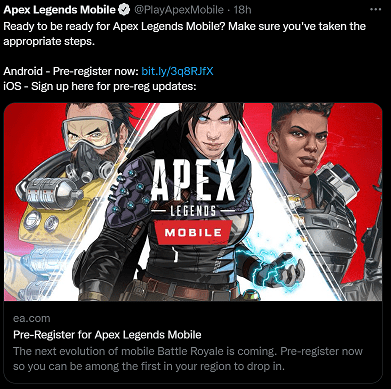 Apex Legends Mobile @PlayApexMobile · 18h
Ready to be ready for Apex Legends Mobile? Make sure you've taken the
appropriate steps.
Android - Pre-register now: bit.ly/3q8RJfX
iOS - Sign up here for pre-reg updates:
APEX
LEGENDS
MOBILE
ea.com
Pre-Register for Apex Legends Mobile
The next evolution of mobile Battle Royale is coming. Pre-register now
so you can be among the first in your region to drop in.